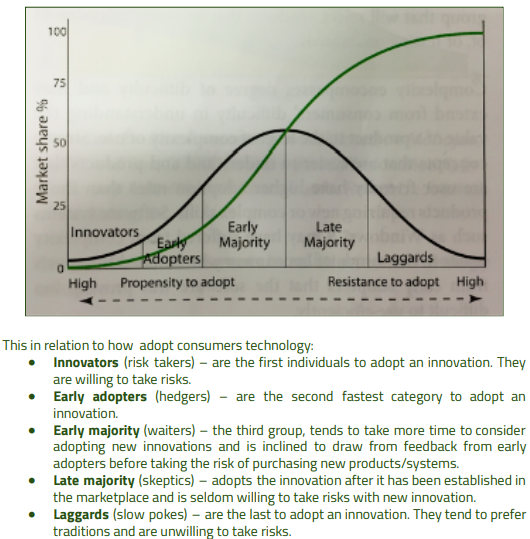 100
75
50
25
0
Market share %
Innovators
Early
Adopters
Early
Majority
Late
Majority
Laggards
High Propensity to adopt Resistance to adopt High
This in relation to how adopt consumers technology:
• Innovators (risk takers) – are the first individuals to adopt an innovation. They
are willing to take risks.
• Early adopters (hedgers) – are the second fastest category to adopt an
innovation.
• Early majority (waiters) – the third group, tends to take more time to consider
adopting new innovations and is inclined to draw from feedback from early
adopters before taking the risk of purchasing new products/systems.
• Late majority (skeptics) – adopts the innovation after it has been established in
the marketplace and is seldom willing to take risks with new innovation.
• Laggards (slow pokes) – are the last to adopt an innovation. They tend to prefer
traditions and are unwilling to take risks.